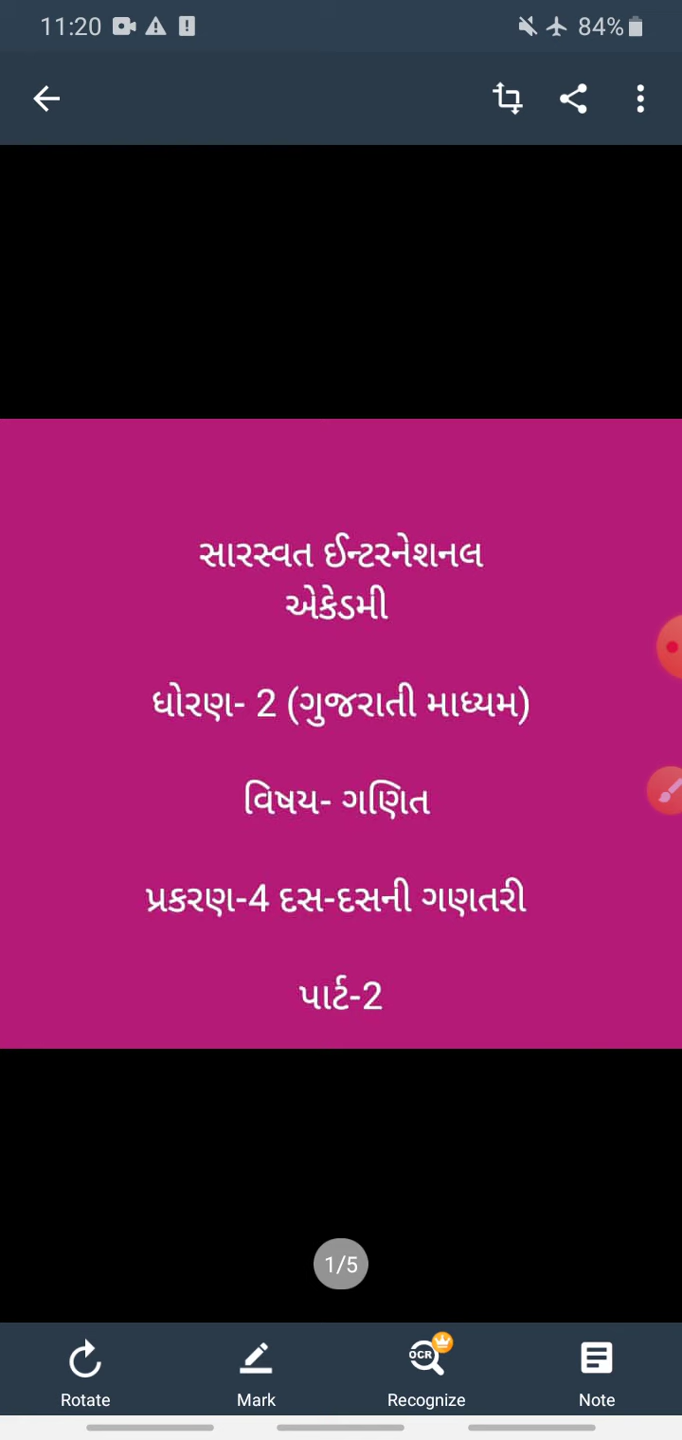 11:20 84%
સારસ્વત ઈન્ટરનેશનલ
એકેડમી
ધોરણ- 2 (ગુજરાતી માધ્યમ)
વિષય- ગણિત
પ્રકરણ-4 દસ-દસની ગણતરી
પાર્ટ-2
1/5
OCR
Rotate Mark Recognize Note